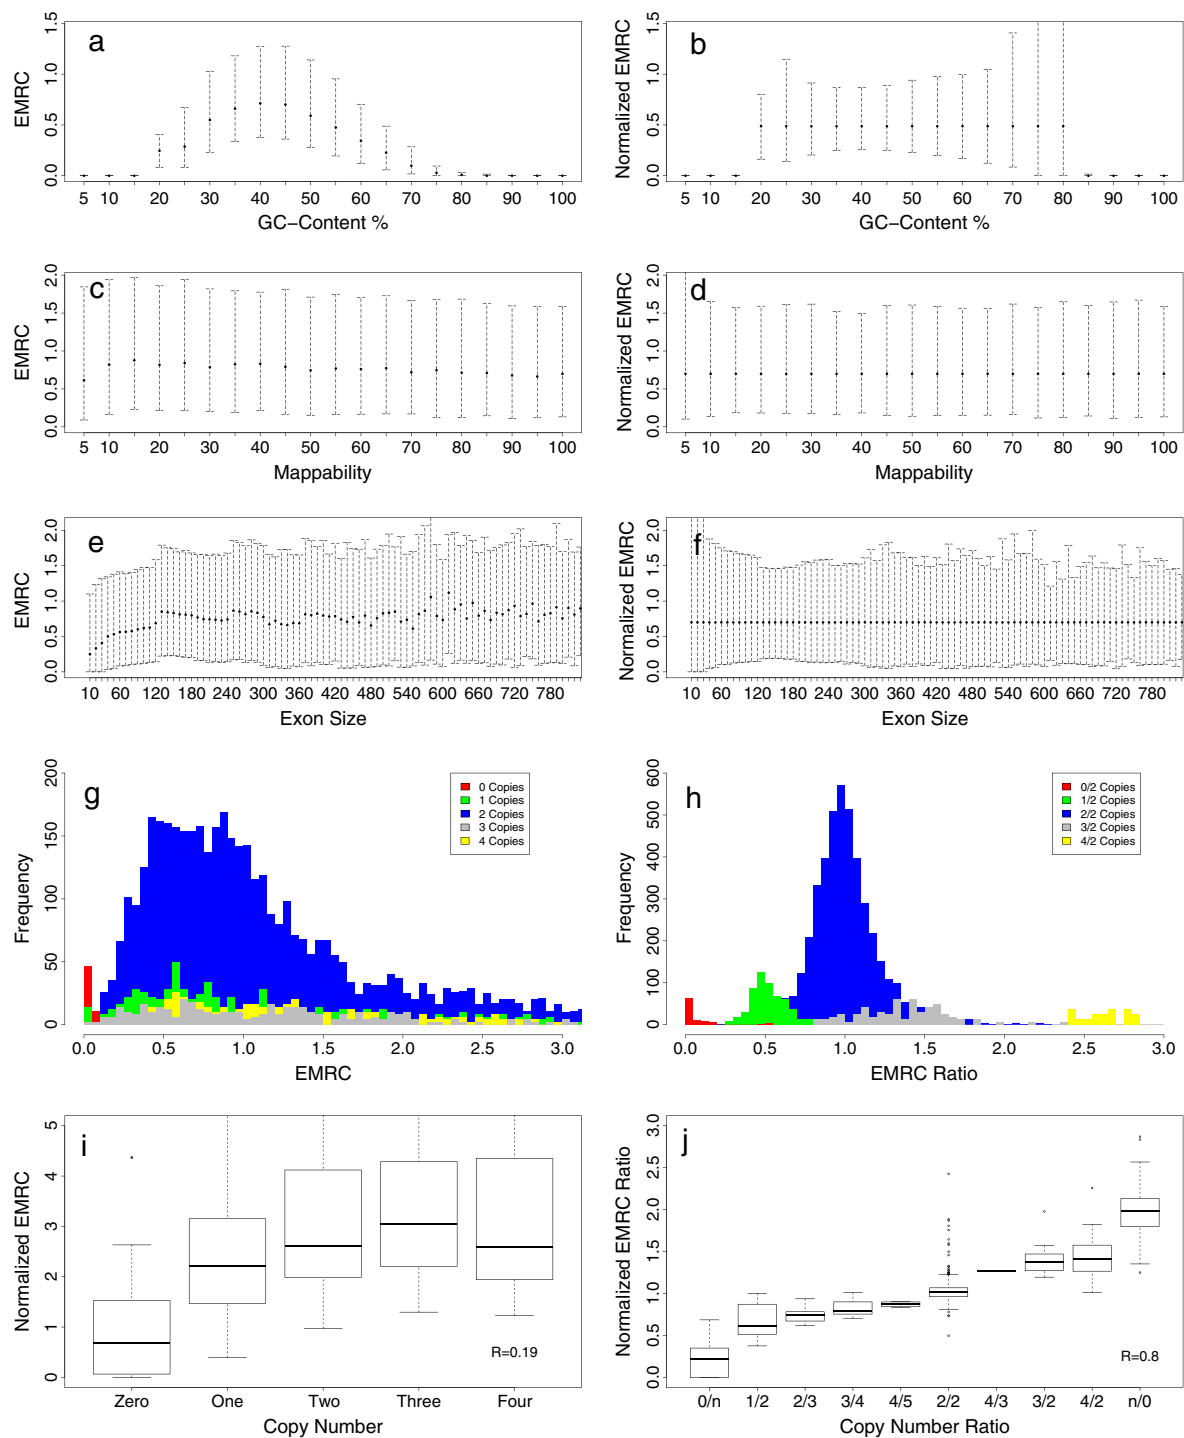 a
EMRC
0.0 0.5 1.0 1.5
5 10 20 30 40 50 60 70 80 90 100
GC−Content %
b
Normalized EMRC
0.0 0.5 1.0 1.5
5 10 20 30 40 50 60 70 80 90 100
GC−Content %
c
EMRC
0.0 0.5 1.0 1.5 2.0
5 10 20 30 40 50 60 70 80 90 100
Mappability
d
Normalized EMRC
0.0 0.5 1.0 1.5 2.0
5 10 20 30 40 50 60 70 80 90 100
Mappability
e
EMRC
0.0 0.5 1.0 1.5 2.0
10 60 120 180 240 300 360 420 480 540 600 660 720 780
Exon Size
f
Normalized EMRC
0.0 0.5 1.0 1.5 2.0
10 60 120 180 240 300 360 420 480 540 600 660 720 780
Exon Size
g
Frequency
0 50 100 150 200
0 Copies
1 Copies
2 Copies
3 Copies
4 Copies
0.0 0.5 1.0 1.5 2.0 2.5 3.0
EMRC
h
Frequency
0 100 200 300 400 500 600
0/2 Copies
1/2 Copies
2/2 Copies
3/2 Copies
4/2 Copies
0.0 0.5 1.0 1.5 2.0 2.5 3.0
EMRC Ratio
i
Normalized EMRC
0 1 2 3 4 5
R=0.19
Zero One Two Three Four
Copy Number
j
Normalized EMRC Ratio
0.0 0.5 1.0 1.5 2.0 2.5 3.0
R=0.8
0/n 1/2 2/3 3/4 4/5 2/2 4/3 3/2 4/2 n/0
Copy Number Ratio